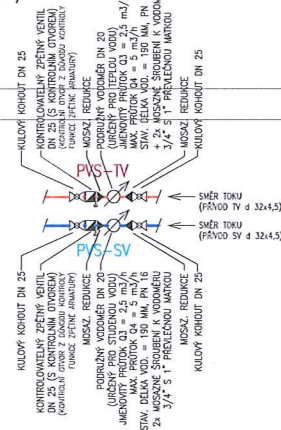 KULOVÝ KOHOUT DN 25
KONTROLOVATELNÝ ZPĚTNÝ VENTIL
DN 25 (S KONTROLNÍM OTVOREM)
(KONTROLNÍ OTVOR Z DŮVODU KONTROLY
FUNKCE ZPĚTNÉ ARMATURY)
MOSAZ. REDUKCE
PODRUŽNÝ VODOMĚR DN 20
(URČENÝ PRO TEPLOU VODU)
JMENOVITÝ PRŮTOK Q3 = 2,5 m3/
MAX. PRŮTOK Q4 = 5 m3/h
STAV. DÉLKA VOD. = 190 MM, PN
+ 2x MOSAZNÉ ŠROUBENÍ K VODOM
3/4" S 1" PŘEVLEČNOU MATKOU
MOSAZ. REDUKCE
KULOVÝ KOHOUT DN 25
PVS-TV
SMĚR TOKU
(PŘÍVOD TV d 32x4,5)
SMĚR TOKU
(PŘÍVOD SV d 32x4,5)
PVS-SV
KULOVÝ KOHOUT DN 25
KONTROLOVATELNÝ ZPĚTNÝ VENTIL
DN 25 (S KONTROLNÍM OTVOREM)
(KONTROLNÍ OTVOR Z DŮVODU KONTROLY
FUNKCE ZPĚTNÉ ARMATURY)
MOSAZ. REDUKCE
PODRUŽNÝ VODOMĚR DN 20
(URČENÝ PRO STUDENOU VODU)
JMENOVITÝ PRŮTOK Q3 = 2,5 m3/h
MAX. PRŮTOK Q4 = 5 m3/h
STAV. DÉLKA VOD. = 190 MM, PN 16
2x MOSAZNÉ ŠROUBENÍ K VODOMĚRU
3/4" S 1" PŘEVLEČNOU MATKOU
MOSAZ. REDUKCE
KULOVÝ KOHOUT DN 25